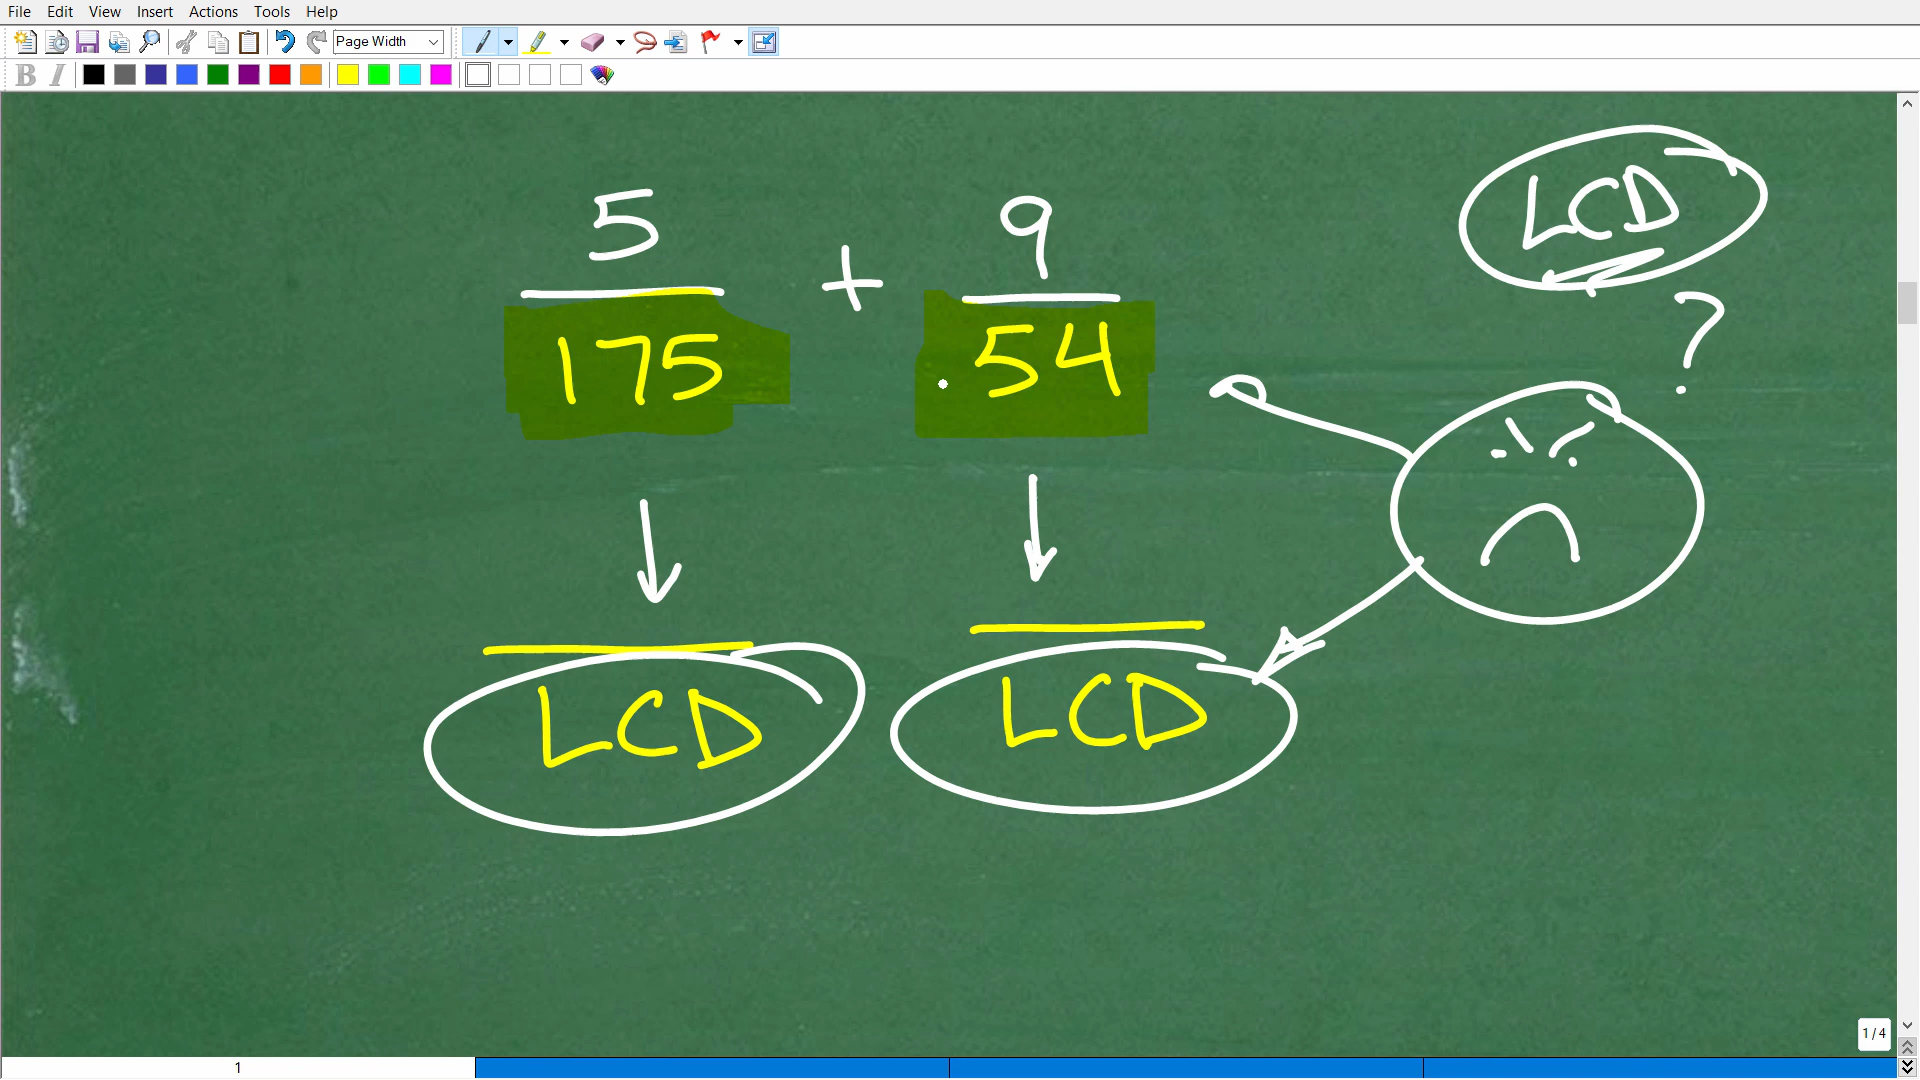 File Edit View Insert Actions Tools Help
Page Width
B I
5 + 9
175 54
LCD
?
LCD LCD
1 / 4
1